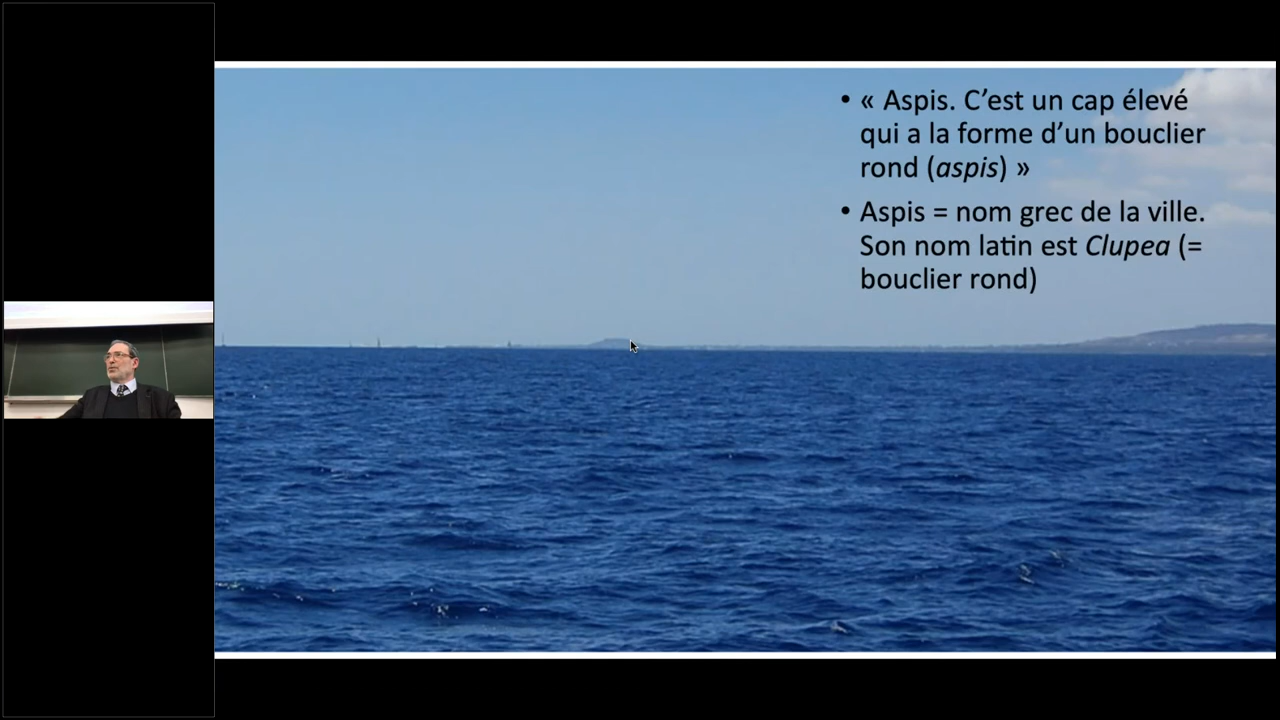 • « Aspis. C’est un cap élevé
qui a la forme d’un bouclier
rond (aspis) »
• Aspis = nom grec de la ville.
Son nom latin est Clupea (=
bouclier rond)